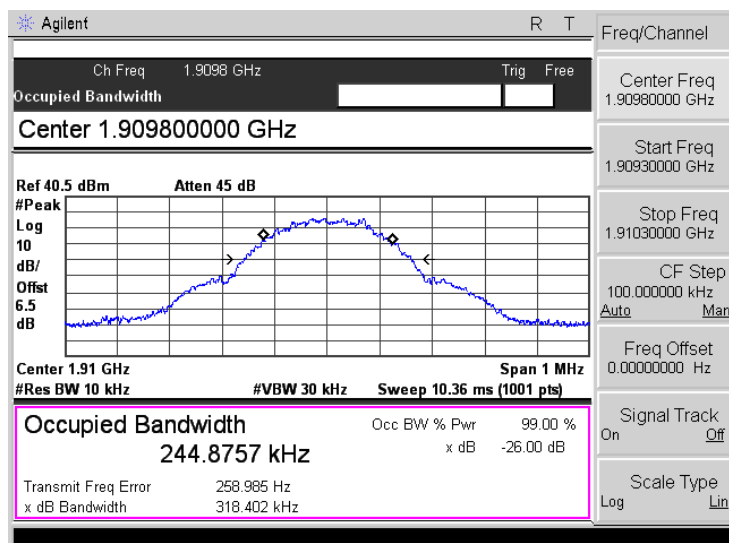 Agilent R T
Ch Freq 1.9098 GHz Trig Free
Occupied Bandwidth
Center 1.909800000 GHz
Ref 40.5 dBm Atten 45 dB
#Peak
Log
10
dB/
Offst
6.5
dB
Center 1.91 GHz Span 1 MHz
#Res BW 10 kHz #VBW 30 kHz Sweep 10.36 ms (1001 pts)
Occupied Bandwidth Occ BW % Pwr 99.00 %
244.8757 kHz x dB -26.00 dB
Transmit Freq Error 258.985 Hz
x dB Bandwidth 318.402 kHz
Freq/Channel
Center Freq
1.90980000 GHz
Start Freq
1.90930000 GHz
Stop Freq
1.91030000 GHz
CF Step
100.000000 kHz
Auto Man
Freq Offset
0.00000000 Hz
Signal Track
On Off
Scale Type
Log Lin